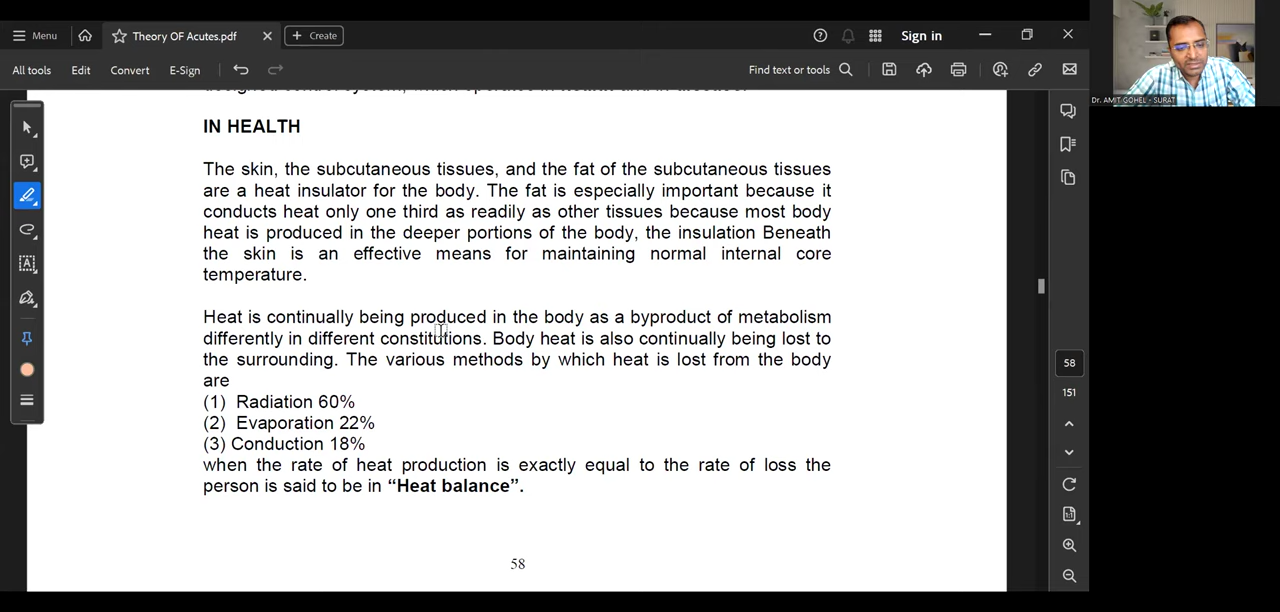 Menu
Theory OF Acutes.pdf
Create
Sign in
All tools
Edit
Convert
E-Sign
Find text or tools
Dr. AMIT GOHEL - SURAT
IN HEALTH
The skin, the subcutaneous tissues, and the fat of the subcutaneous tissues
are a heat insulator for the body. The fat is especially important because it
conducts heat only one third as readily as other tissues because most body
heat is produced in the deeper portions of the body, the insulation Beneath
the skin is an effective means for maintaining normal internal core
temperature.
Heat is continually being produced in the body as a byproduct of metabolism
differently in different constitutions. Body heat is also continually being lost to
the surrounding. The various methods by which heat is lost from the body
are
(1) Radiation 60%
(2) Evaporation 22%
(3) Conduction 18%
when the rate of heat production is exactly equal to the rate of loss the
person is said to be in “Heat balance”.
58
58
151